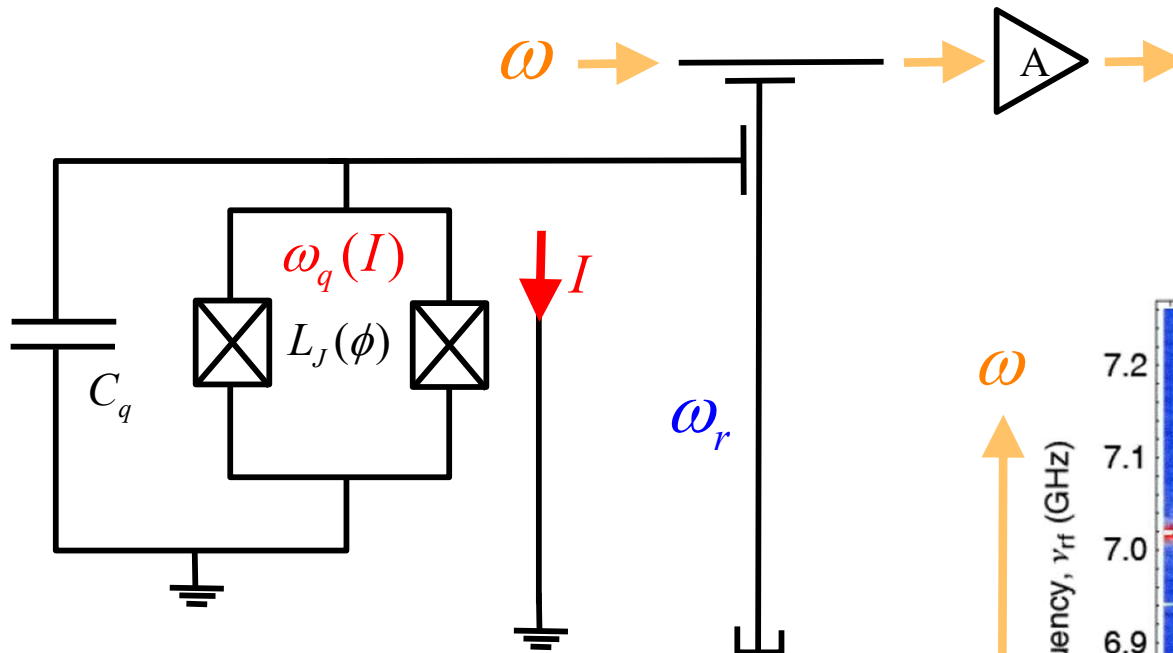 ω
A
ω_q(I)
I
L_J(ϕ)
C_q
ω_r
ω
7.2
7.1
7.0
6.9
uency, ν_rf (GHz)